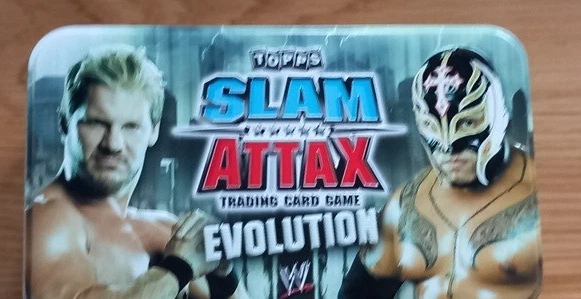 TOPPS
SLAM
ATTAX
TRADING CARD GAME
EVOLUTION
W